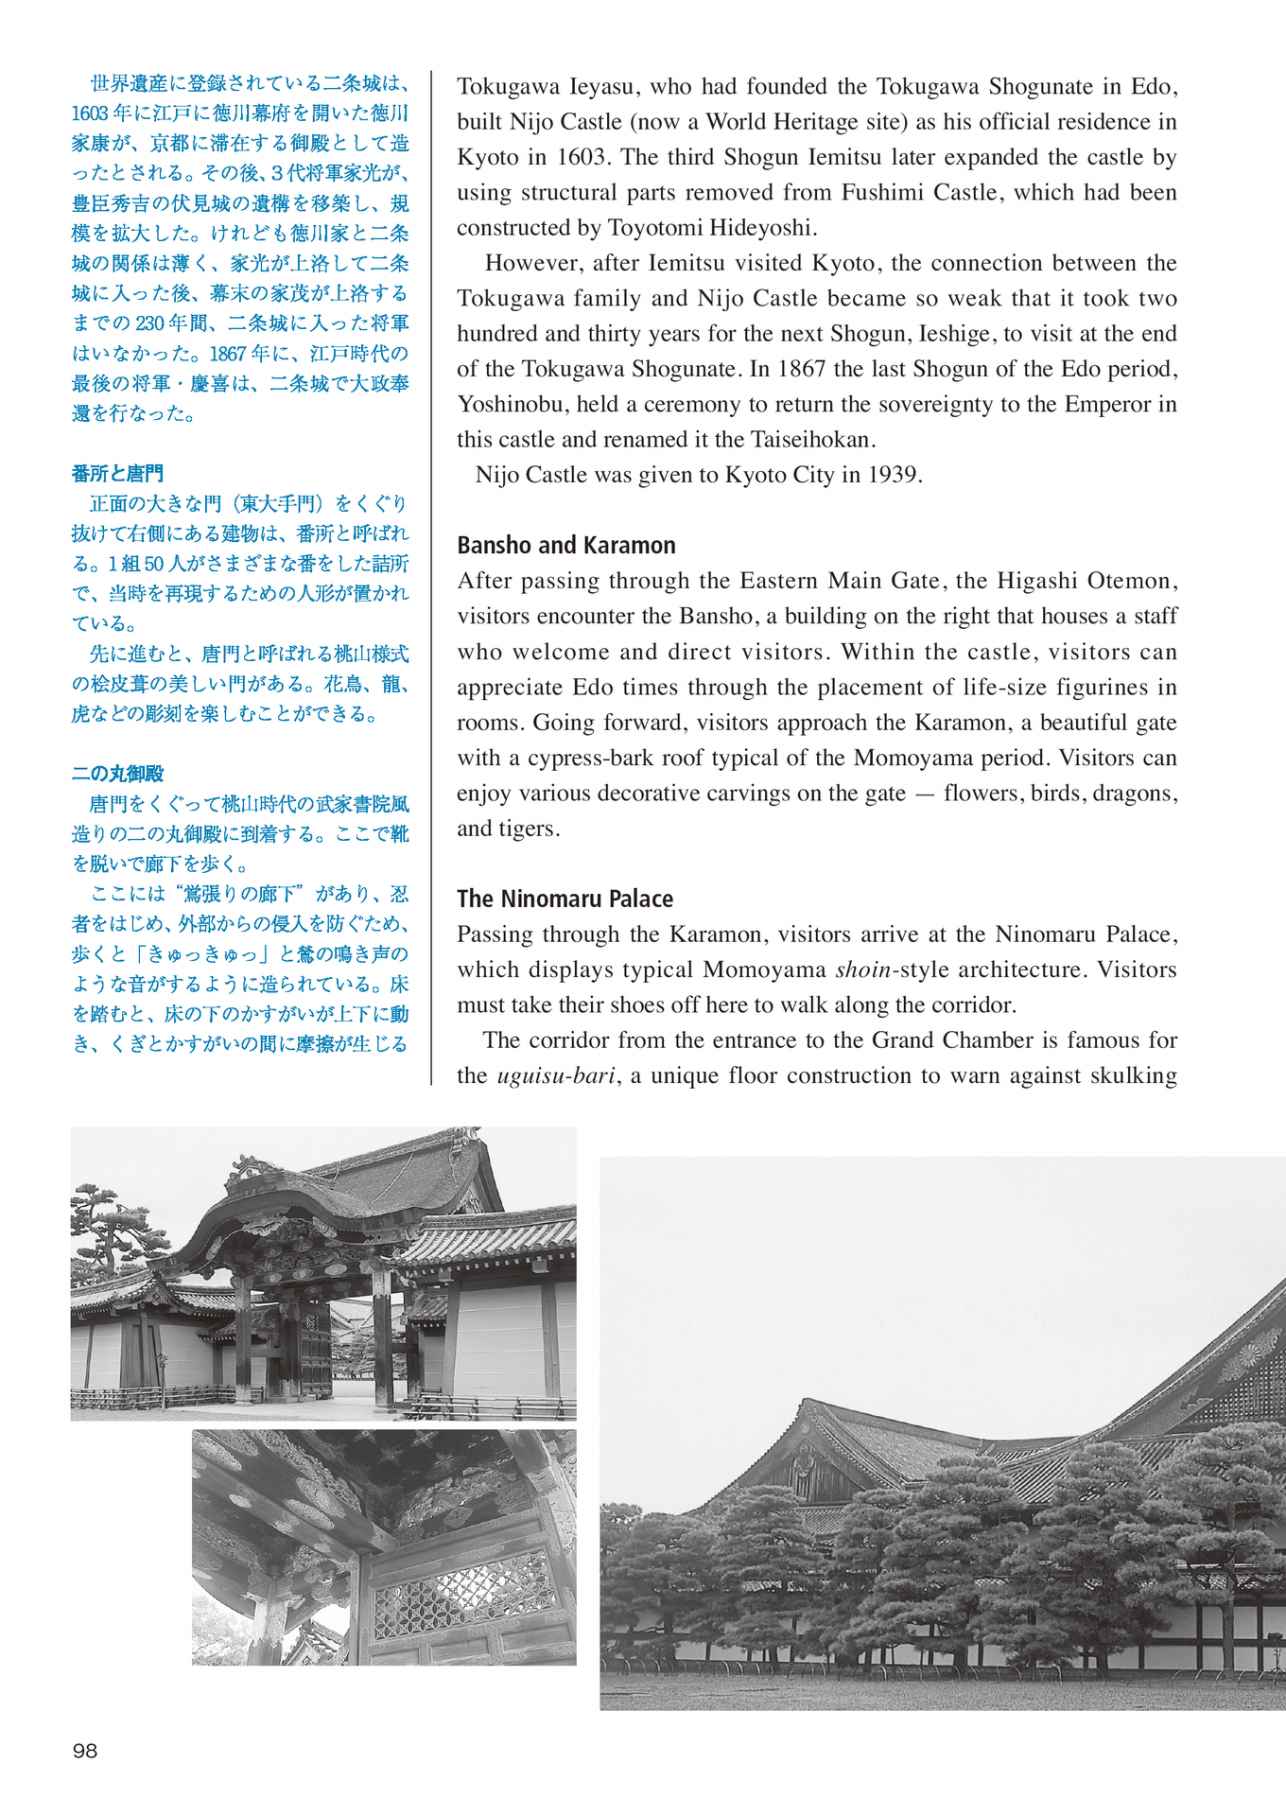 世界遺産に登録されている二条城は、
1603年に江戸に徳川幕府を開いた徳川
家康が、京都に滞在する御殿として造
ったとされる。その後、3代将軍家光が、
豊臣秀吉の伏見城の遺構を移築し、規
模を拡大した。けれども徳川家と二条
城の関係は薄く、家光が上洛して二条
城に入った後、幕末の家茂が上洛する
までの230年間、二条城に入った将軍
はいなかった。1867年に、江戸時代の
最後の将軍・慶喜は、二条城で大政奉
還を行なった。
番所と唐門
正面の大きな門（東大手門）をくぐり
抜けて右側にある建物は、番所と呼ばれ
る。1組50人がさまざまな番をした詰所
で、当時を再現するための人形が置かれ
ている。
先に進むと、唐門と呼ばれる桃山様式
の桧皮葺の美しい門がある。花鳥、龍、
虎などの彫刻を楽しむことができる。
二の丸御殿
唐門をくぐって桃山時代の武家書院風
造りの二の丸御殿に到着する。ここで靴
を脱いで廊下を歩く。
ここには“鶯張りの廊下”があり、忍
者をはじめ、外部からの侵入を防ぐため、
歩くと「きゅっきゅっ」と鶯の鳴き声の
ような音がするように造られている。床
を踏むと、床の下のかすがいが上下に動
き、くぎとかすがいの間に摩擦が生じる
Tokugawa Ieyasu, who had founded the Tokugawa Shogunate in Edo,
built Nijo Castle (now a World Heritage site) as his official residence in
Kyoto in 1603. The third Shogun Iemitsu later expanded the castle by
using structural parts removed from Fushimi Castle, which had been
constructed by Toyotomi Hideyoshi.
However, after Iemitsu visited Kyoto, the connection between the
Tokugawa family and Nijo Castle became so weak that it took two
hundred and thirty years for the next Shogun, Ieshige, to visit at the end
of the Tokugawa Shogunate. In 1867 the last Shogun of the Edo period,
Yoshinobu, held a ceremony to return the sovereignty to the Emperor in
this castle and renamed it the Taiseihokan.
Nijo Castle was given to Kyoto City in 1939.
Bansho and Karamon
After passing through the Eastern Main Gate, the Higashi Otemon,
visitors encounter the Bansho, a building on the right that houses a staff
who welcome and direct visitors. Within the castle, visitors can
appreciate Edo times through the placement of life-size figurines in
rooms. Going forward, visitors approach the Karamon, a beautiful gate
with a cypress-bark roof typical of the Momoyama period. Visitors can
enjoy various decorative carvings on the gate — flowers, birds, dragons,
and tigers.
The Ninomaru Palace
Passing through the Karamon, visitors arrive at the Ninomaru Palace,
which displays typical Momoyama shoin-style architecture. Visitors
must take their shoes off here to walk along the corridor.
The corridor from the entrance to the Grand Chamber is famous for
the uguisu-bari, a unique floor construction to warn against skulking
98